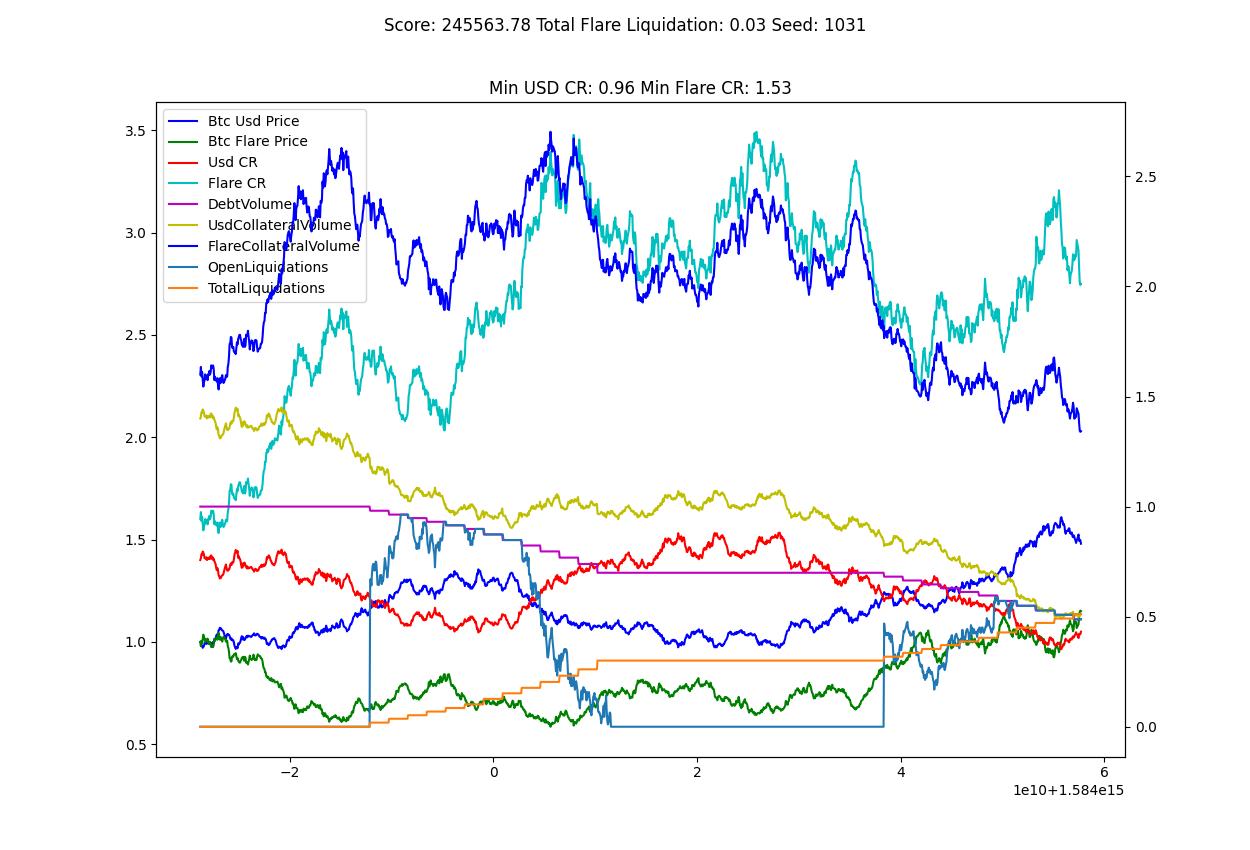 Score: 245563.78 Total Flare Liquidation: 0.03 Seed: 1031
Min USD CR: 0.96 Min Flare CR: 1.53
Btc Usd Price
Btc Flare Price
Usd CR
Flare CR
DebtVolume
UsdCollateralVolume
FlareCollateralVolume
OpenLiquidations
TotalLiquidations
3.5
3.0
2.5
2.0
1.5
1.0
0.5
2.5
2.0
1.5
1.0
0.5
0.0
−2
0
2
4
6
1e10+1.584e15